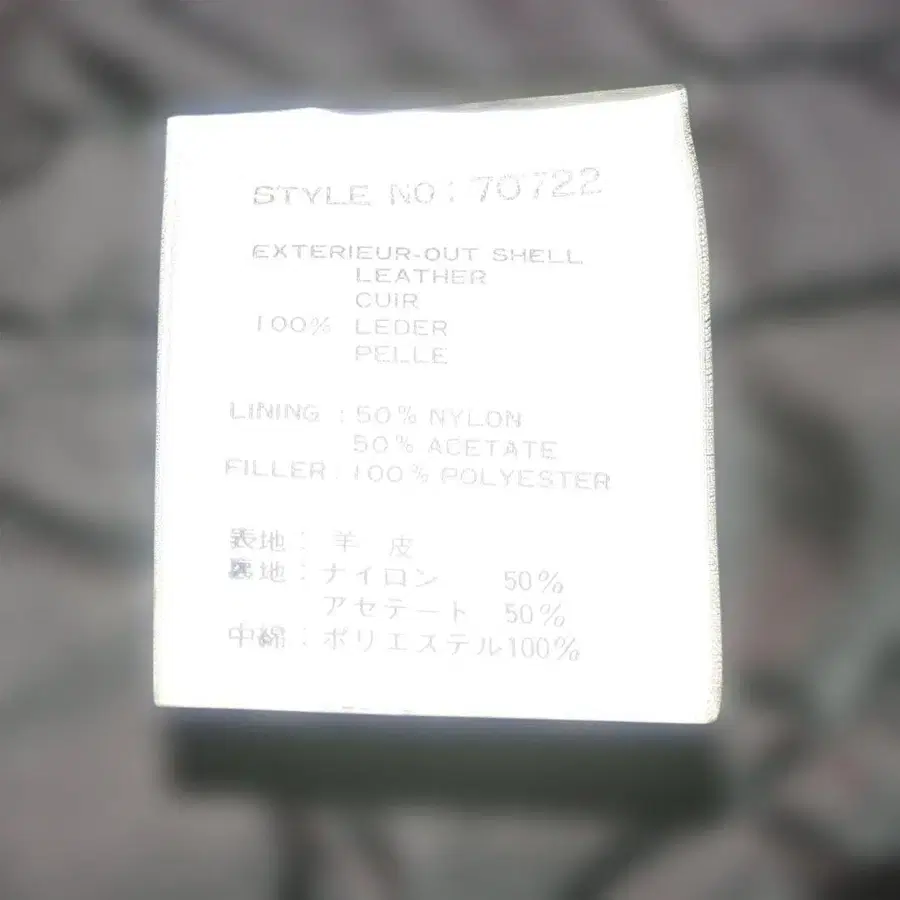 STYLE NO : 70722
EXTERIEUR-OUT SHELL
LEATHER
CUIR
100% LEDER
PELLE
LINING : 50% NYLON
50% ACETATE
FILLER : 100% POLYESTER
表地 : 羊 皮
裏地 : ナイロン 50%
アセテート 50%
中綿 : ポリエステル100%